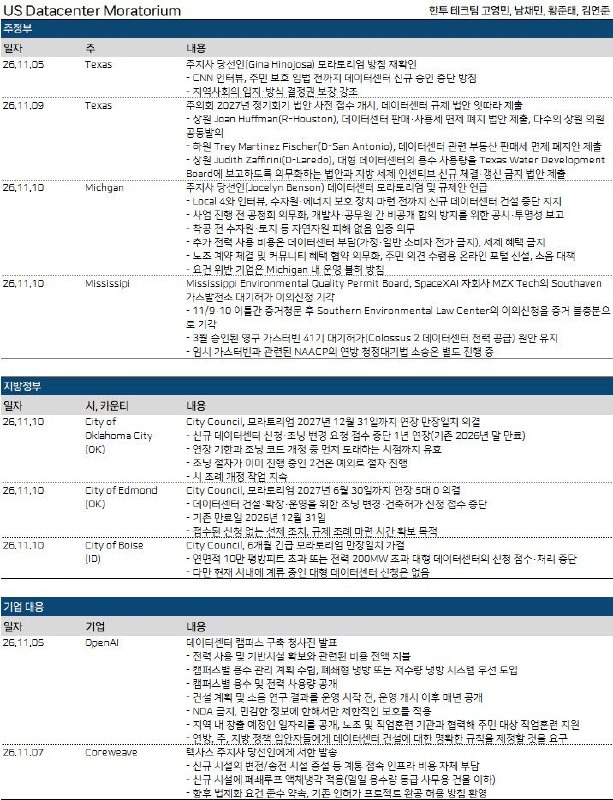 US Datacenter Moratorium
한투 테크팀 고영민, 남채민, 황준태, 김연준
주정부
일자 주 내용
26.11.05 Texas 주지사 당선인(Gina Hinojosa) 모라토리엄 방침 재확인
- CNN 인터뷰, 주민 보호 입법 전까지 데이터센터 신규 승인 중단 방침
- 지역사회의 입지·방식 결정권 보장 강조
26.11.09 Texas 주의회 2027년 정기회기 법안 사전 접수 개시, 데이터센터 규제 법안 잇따라 제출
- 상원 Joan Huffman(R-Houston), 데이터센터 판매·사용세 면제 폐지 법안 제출, 다수의 상원 의원
공동발의
- 하원 Trey Martinez Fischer(D-San Antonio), 데이터센터 관련 부동산 판매세 면제 폐지안 제출
- 상원 Judith Zaffirini(D-Laredo), 대형 데이터센터의 용수 사용량을 Texas Water Development
Board에 보고하도록 의무화하는 법안과 지방 세제 인센티브 신규 체결·갱신 금지 법안 제출
26.11.10 Michgan 주지사 당선인(Jocelyn Benson) 데이터센터 모라토리엄 및 규제안 언급
- Local 4와 인터뷰, 수자원·에너지 보호 장치 마련 전까지 신규 데이터센터 건설 중단 지지
- 사업 진행 전 공청회 의무화, 개발사·공무원 간 비공개 합의 방지를 위한 공시·투명성 보고
- 착공 전 수자원·토지 등 자연자원 피해 없음 입증 의무
- 추가 전력 사용 비용은 데이터센터 부담(가정·일반 소비자 전가 금지), 세제 혜택 금지
- 노조 계약 체결 및 커뮤니티 혜택 협약 의무화, 주민 의견 수렴용 온라인 포털 신설, 소음 대책
- 요건 위반 기업은 Michigan 내 운영 불허 방침
26.11.10 Mississipi Mississippi Environmental Quality Permit Board, SpaceXAI 자회사 MZX Tech의 Southaven
가스발전소 대기허가 이의신청 기각
- 11/9-10 이틀간 증거청문 후 Southern Environmental Law Center의 이의신청을 증거 불충분으
로 기각
- 3월 승인된 영구 가스터빈 41기 대기허가(Colossus 2 데이터센터 전력 공급) 원안 유지
- 임시 가스터빈과 관련된 NAACP의 연방 청정대기법 소송은 별도 진행 중
지방정부
일자 시, 카운티 내용
26.11.10 City of City Council, 모라토리엄 2027년 12월 31일까지 연장 만장일치 의결
Oklahoma City - 신규 데이터센터 신청·조닝 변경 요청 접수 중단 1년 연장(기존 2026년 말 만료)
(OK) - 연장 기한과 조닝 코드 개정 중 먼저 도래하는 시점까지 유효
- 조닝 절차가 이미 진행 중인 2건은 예외로 절차 진행
- 시 조례 개정 작업 지속
26.11.10 City of Edmond City Council, 모라토리엄 2027년 6월 30일까지 연장 5대 0 의결
(OK) - 데이터센터 건설·확장·운영을 위한 조닝 변경·건축허가 신청 접수 중단
- 기존 만료일 2026년 12월 31일
- 접수된 신청 없는 선제 조치, 규제 조례 마련 시간 확보 목적
26.11.10 City of Boise City Council, 6개월 긴급 모라토리엄 만장일치 가결
(ID) - 연면적 10만 평방피트 초과 또는 전력 200MW 초과 대형 데이터센터의 신청 접수·처리 중단
- 다만 현재 시내에 계류 중인 대형 데이터센터 신청은 없음
기업 대응
일자 기업 내용
26.11.05 OpenAI 데이터센터 캠퍼스 구축 청사진 발표
- 전력 사용 및 기반시설 확보와 관련된 비용 전액 지불
- 캠퍼스별 용수 관리 계획 수립, 폐쇄형 냉방 또는 저수량 냉방 시스템 우선 도입
- 캠퍼스별 용수 및 전력 사용량 공개
- 건설 계획 및 소음 연구 결과를 운영 시작 전, 운영 개시 이후 매년 공개
- NDA 금지, 민감한 정보에 한해서만 제한적인 보호를 적용
- 지역 내 창출 예정인 일자리를 공개, 노조 및 직업훈련 기관과 협력해 주민 대상 직업훈련 지원
- 연방, 주, 지방 정책 입안자들에게 데이터센터 건설에 대한 명확한 규칙을 제정할 것을 요구
26.11.07 Coreweave 텍사스 주지사 당선인에게 서한 발송
- 신규 시설의 변전/송전 시설 증설 등 계통 접속 인프라 비용 자체 부담
- 신규 시설에 폐쇄루프 액체냉각 적용(일일 용수량 동급 사무용 건물 이하)
- 향후 법제화 요건 준수 약속, 기존 인허가 프로젝트 완공 허용 방침 환영